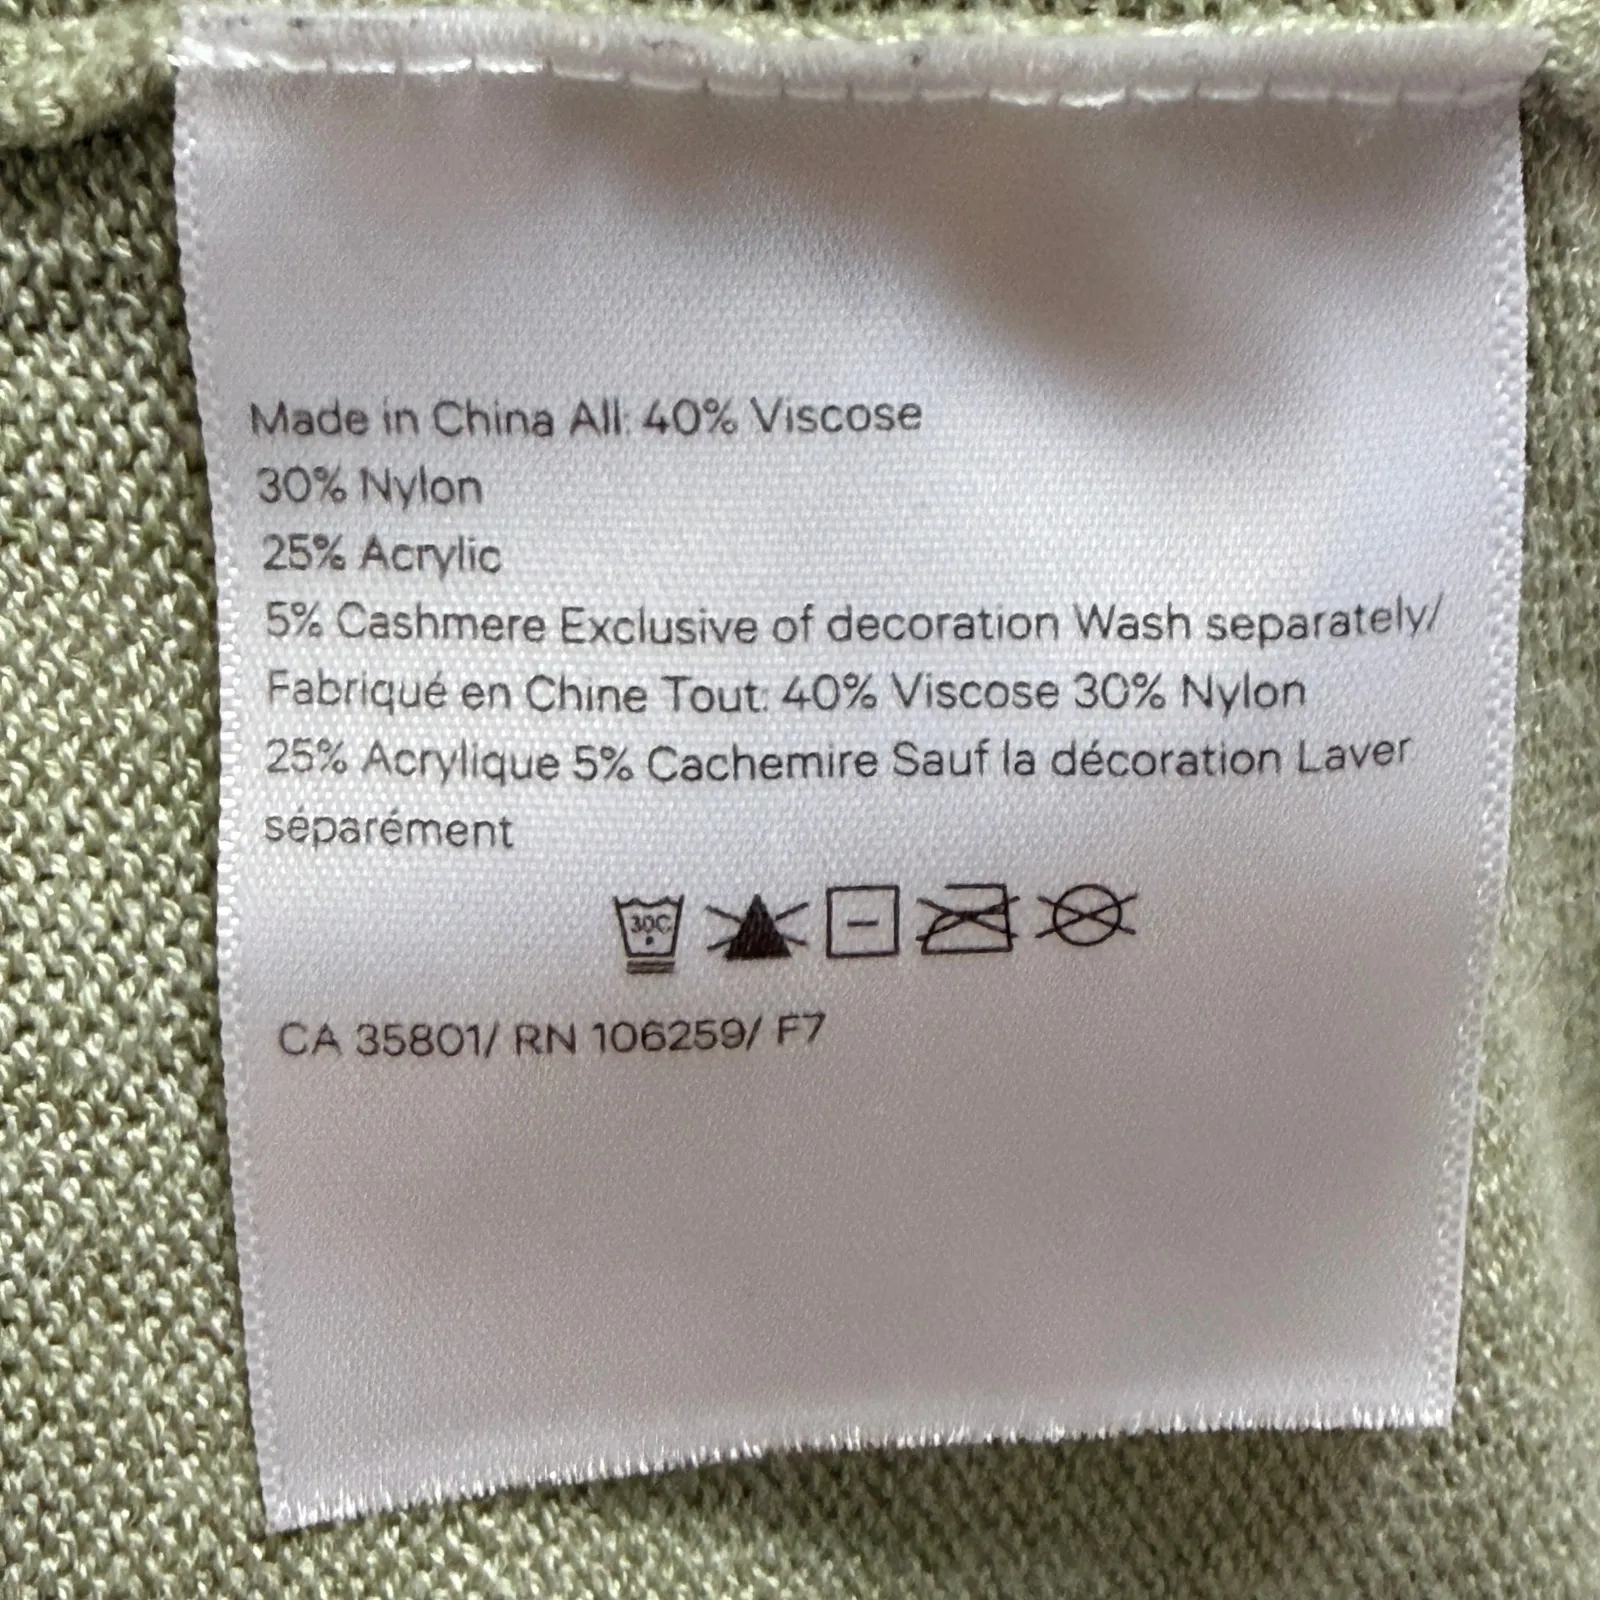 Made in China All: 40% Viscose
30% Nylon
25% Acrylic
5% Cashmere Exclusive of decoration Wash separately/
Fabriqué en Chine Tout: 40% Viscose 30% Nylon
25% Acrylique 5% Cachemire Sauf la décoration Laver
séparément
30C
CA 35801/ RN 106259/ F7